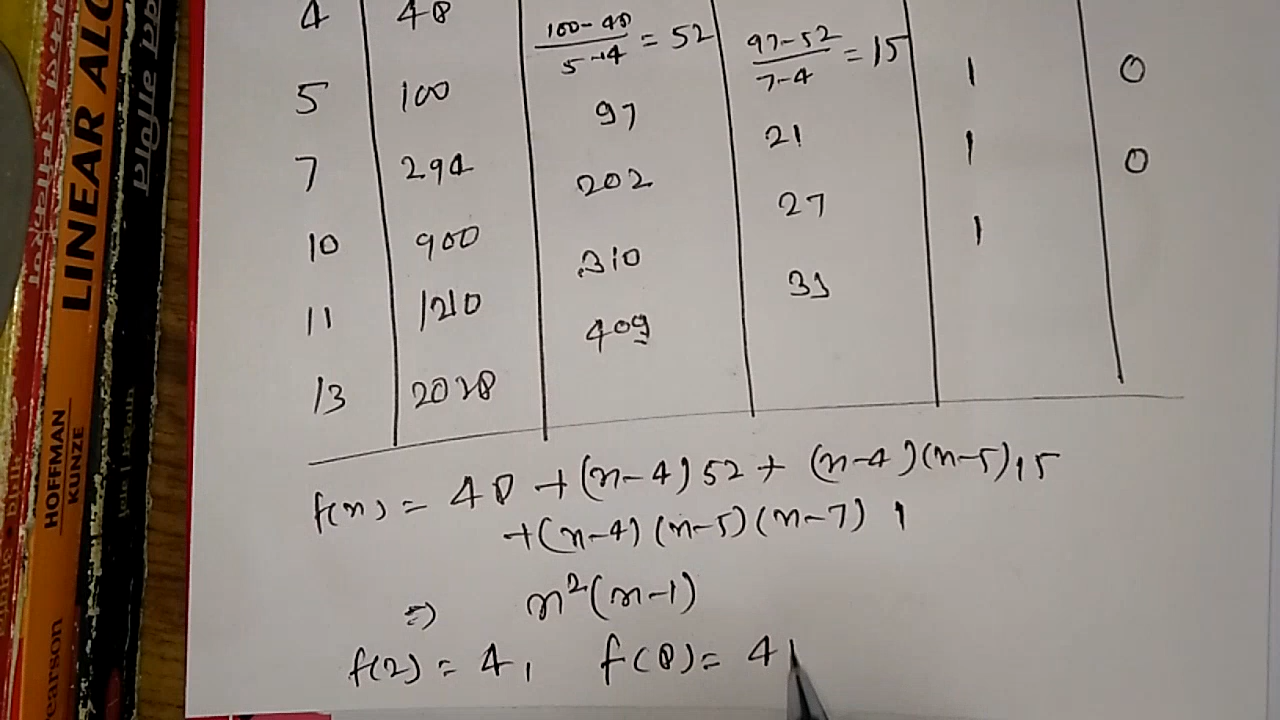 4 48
100-48 / 5-4 = 52
97-52 / 7-4 = 15
5 100
97
1 0
7 294
202
21
1 0
10 900
310
27
1
11 1210
409
33
13 2028
f(x) = 48 + (x-4) 52 + (x-4)(x-5) 15
+ (x-4) (x-5) (x-7) 1
⇒ x²(x-1)
f(2) = 4, f(8) = 4
LINEAR ALG
HOFFMAN
KUNZE
earson